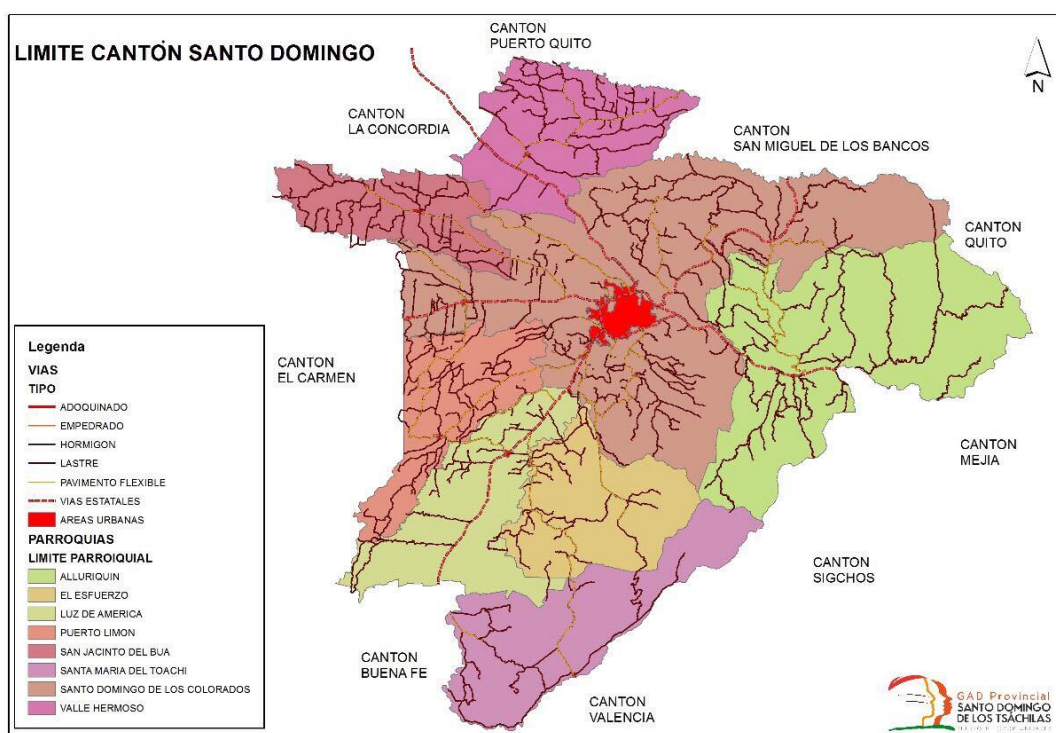 LIMITE CANTÓN SANTO DOMINGO
CANTON
PUERTO QUITO
N
CANTON
LA CONCORDIA
CANTON
SAN MIGUEL DE LOS BANCOS
CANTON
QUITO
CANTON
EL CARMEN
CANTON
MEJIA
CANTON
SIGCHOS
CANTON
BUENA FE
CANTON
VALENCIA
Legenda
VIAS
TIPO
ADOQUINADO
EMPEDRADO
HORMIGON
LASTRE
PAVIMENTO FLEXIBLE
VIAS ESTATALES
AREAS URBANAS
PARROQUIAS
LIMITE PARROIQUIAL
ALLURIQUIN
EL ESFUERZO
LUZ DE AMERICA
PUERTO LIMON
SAN JACINTO DEL BUA
SANTA MARIA DEL TOACHI
SANTO DOMINGO DE LOS COLORADOS
VALLE HERMOSO
GAD Provincial
SANTO DOMINGO
DE LOS TSÁCHILAS